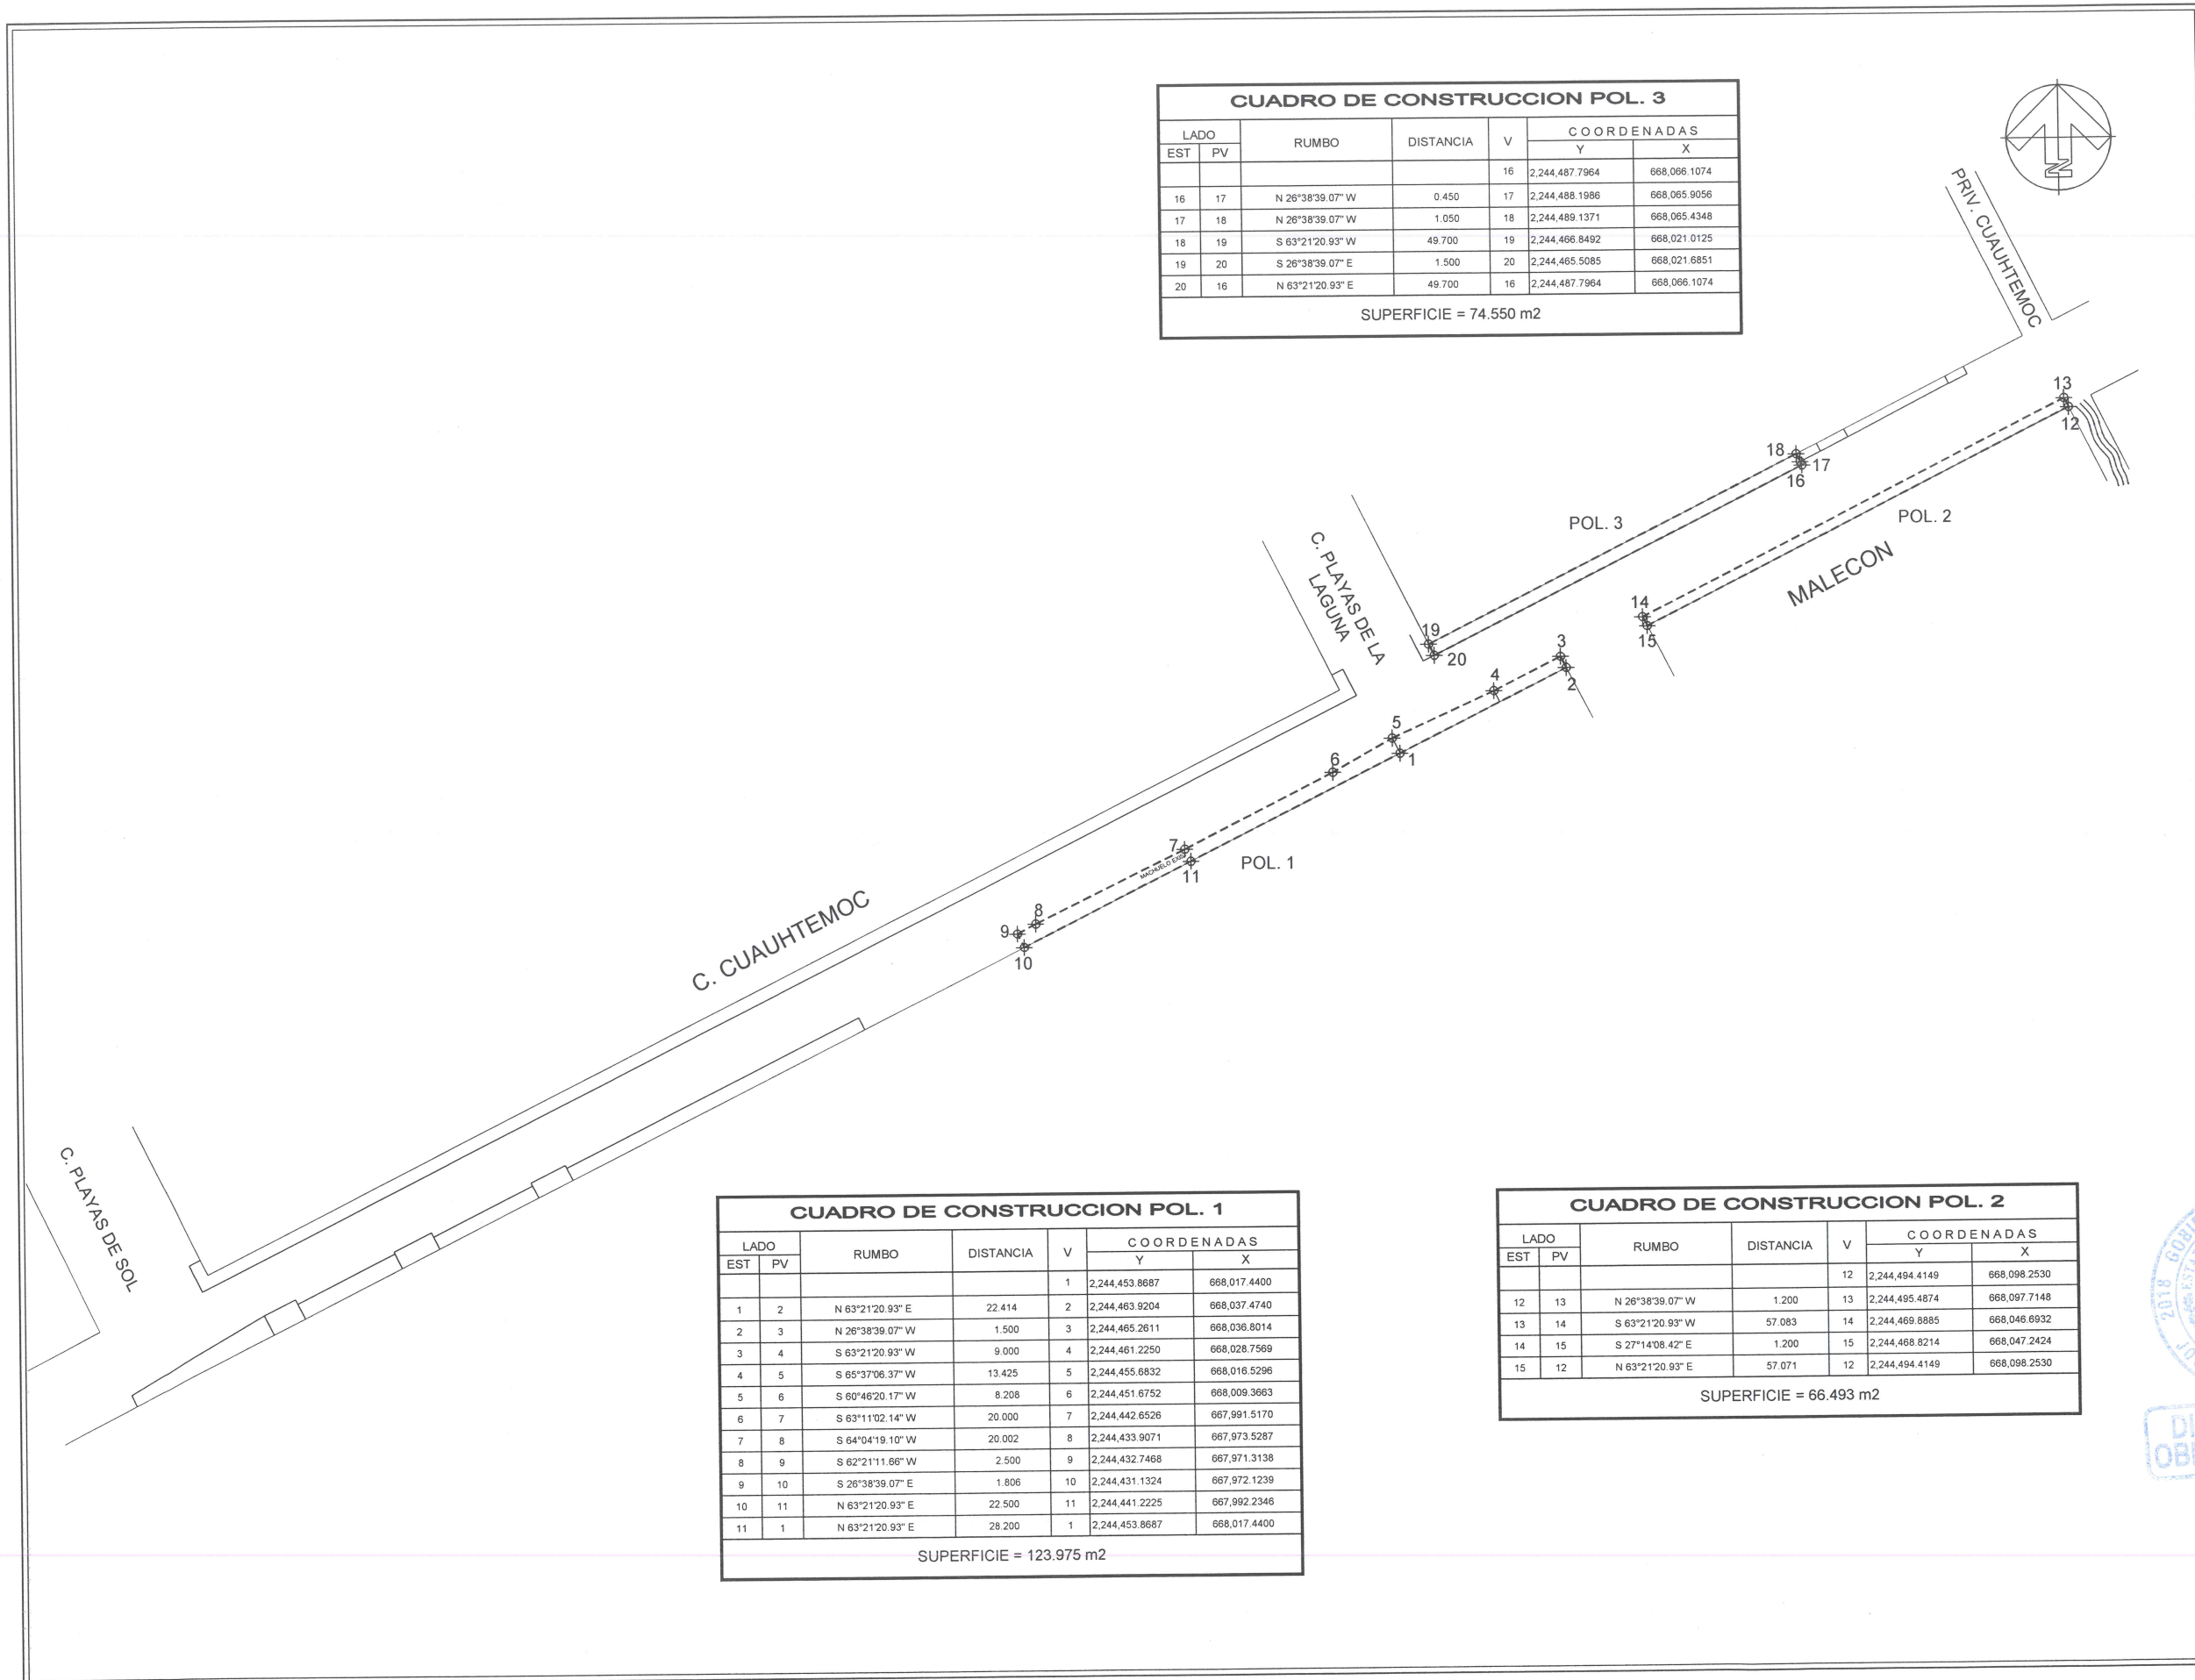 CUADRO DE CONSTRUCCION POL. 3
LADO RUMBO DISTANCIA V COORDENADAS
EST PV Y X
16 2,244,487.7964 668,066.1074
16 17 N 26°38'39.07" W 0.450 17 2,244,488.1986 668,065.9056
17 18 N 26°38'39.07" W 1.050 18 2,244,489.1371 668,065.4348
18 19 S 63°21'20.93" W 49.700 19 2,244,466.8492 668,021.0125
19 20 S 26°38'39.07" E 1.500 20 2,244,465.5085 668,021.6851
20 16 N 63°21'20.93" E 49.700 16 2,244,487.7964 668,066.1074
SUPERFICIE = 74.550 m2
N
PRIV. CUAUHTEMOC
13
12
18
17
16
POL. 3
POL. 2
MALECON
C. PLAYAS DE LA
LAGUNA
14
15
19
20
3
2
4
5
1
6
7
MACHUELO EXIS
11
POL. 1
8
9
10
C. CUAUHTEMOC
C. PLAYAS DE SOL
CUADRO DE CONSTRUCCION POL. 1
LADO RUMBO DISTANCIA V COORDENADAS
EST PV Y X
1 2,244,453.8687 668,017.4400
1 2 N 63°21'20.93" E 22.414 2 2,244,463.9204 668,037.4740
2 3 N 26°38'39.07" W 1.500 3 2,244,465.2611 668,036.8014
3 4 S 63°21'20.93" W 9.000 4 2,244,461.2250 668,028.7569
4 5 S 65°37'06.37" W 13.425 5 2,244,455.6832 668,016.5296
5 6 S 60°46'20.17" W 8.208 6 2,244,451.6752 668,009.3663
6 7 S 63°11'02.14" W 20.000 7 2,244,442.6526 667,991.5170
7 8 S 64°04'19.10" W 20.002 8 2,244,433.9071 667,973.5287
8 9 S 62°21'11.66" W 2.500 9 2,244,432.7468 667,971.3138
9 10 S 26°38'39.07" E 1.806 10 2,244,431.1324 667,972.1239
10 11 N 63°21'20.93" E 22.500 11 2,244,441.2225 667,992.2346
11 1 N 63°21'20.93" E 28.200 1 2,244,453.8687 668,017.4400
SUPERFICIE = 123.975 m2
CUADRO DE CONSTRUCCION POL. 2
LADO RUMBO DISTANCIA V COORDENADAS
EST PV Y X
12 2,244,494.4149 668,098.2530
12 13 N 26°38'39.07" W 1.200 13 2,244,495.4874 668,097.7148
13 14 S 63°21'20.93" W 57.083 14 2,244,469.8885 668,046.6932
14 15 S 27°14'08.42" E 1.200 15 2,244,468.8214 668,047.2424
15 12 N 63°21'20.93" E 57.071 12 2,244,494.4149 668,098.2530
SUPERFICIE = 66.493 m2
2018